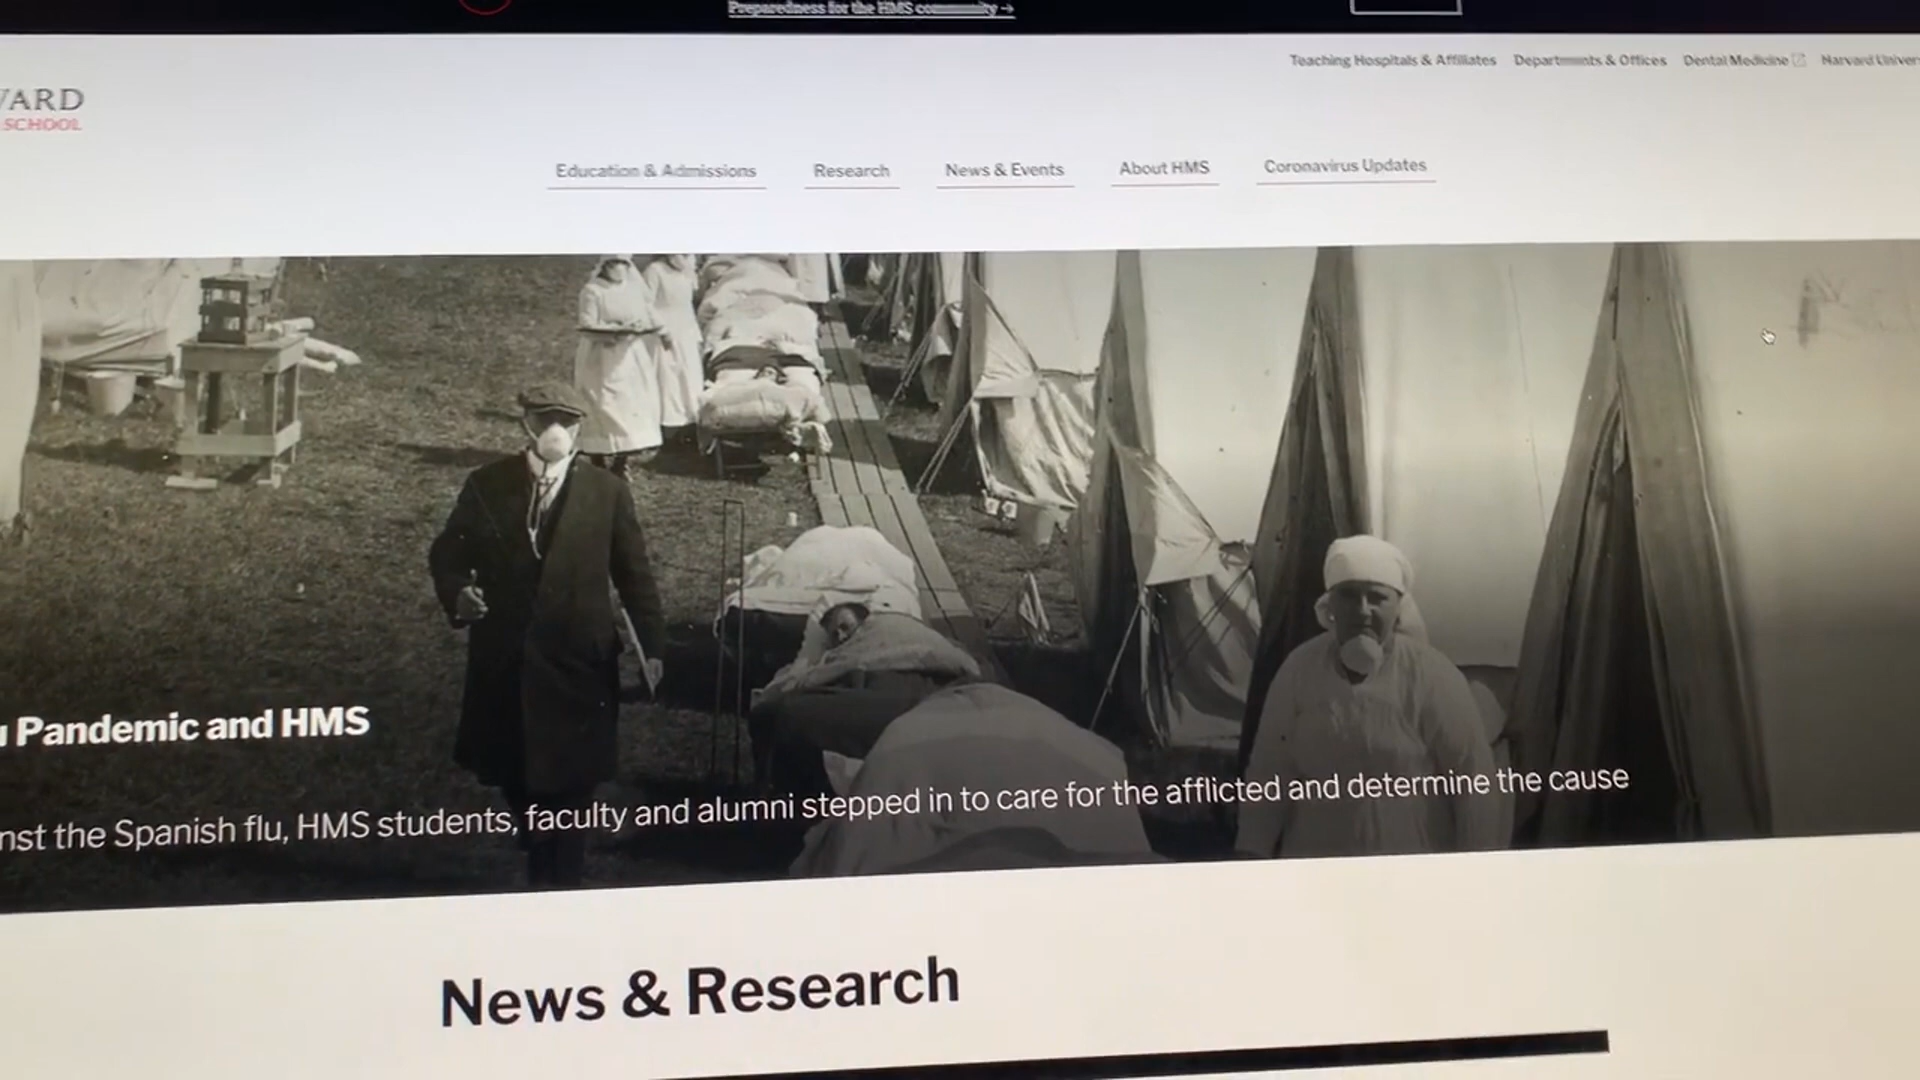 Preparedness for the HMS community →
Teaching Hospitals & Affiliates Departments & Offices Dental Medicine Harvard Univer
VARD
SCHOOL
Education & Admissions Research News & Events About HMS Coronavirus Updates
Pandemic and HMS
nst the Spanish flu, HMS students, faculty and alumni stepped in to care for the afflicted and determine the cause
News & Research